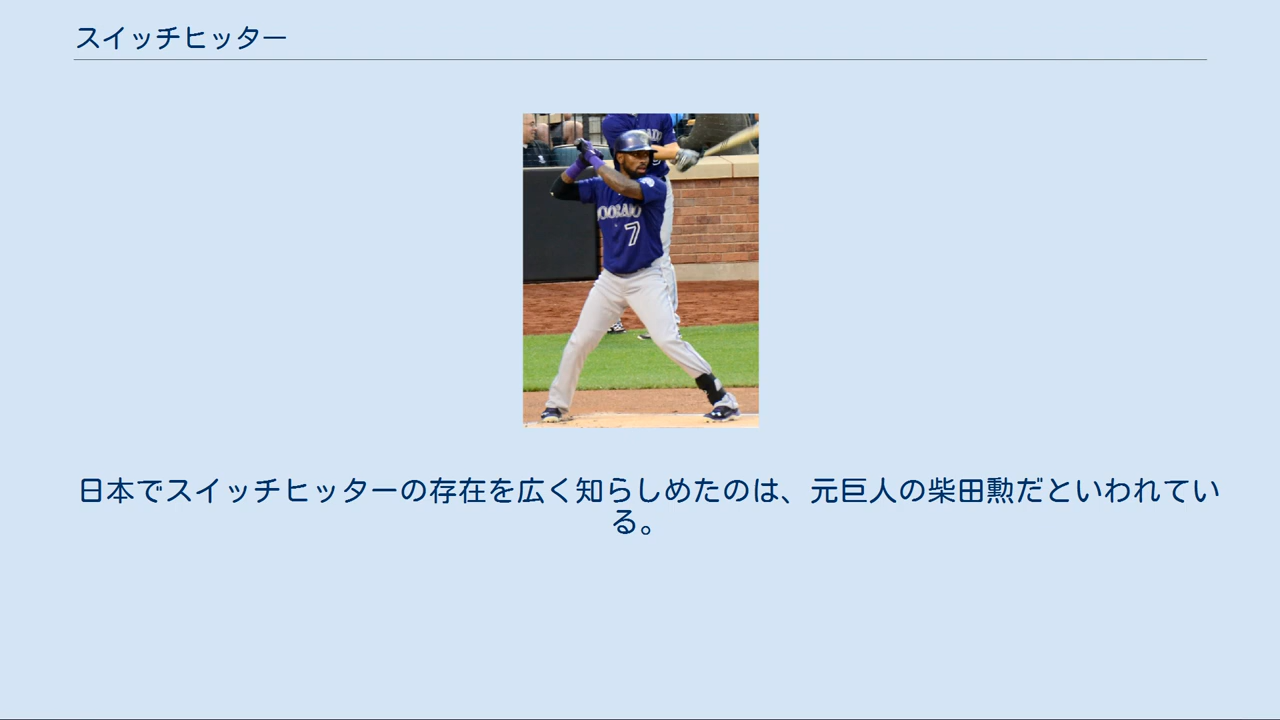 スイッチヒッター
7
日本でスイッチヒッターの存在を広く知らしめたのは、元巨人の柴田勲だといわれてい
る。